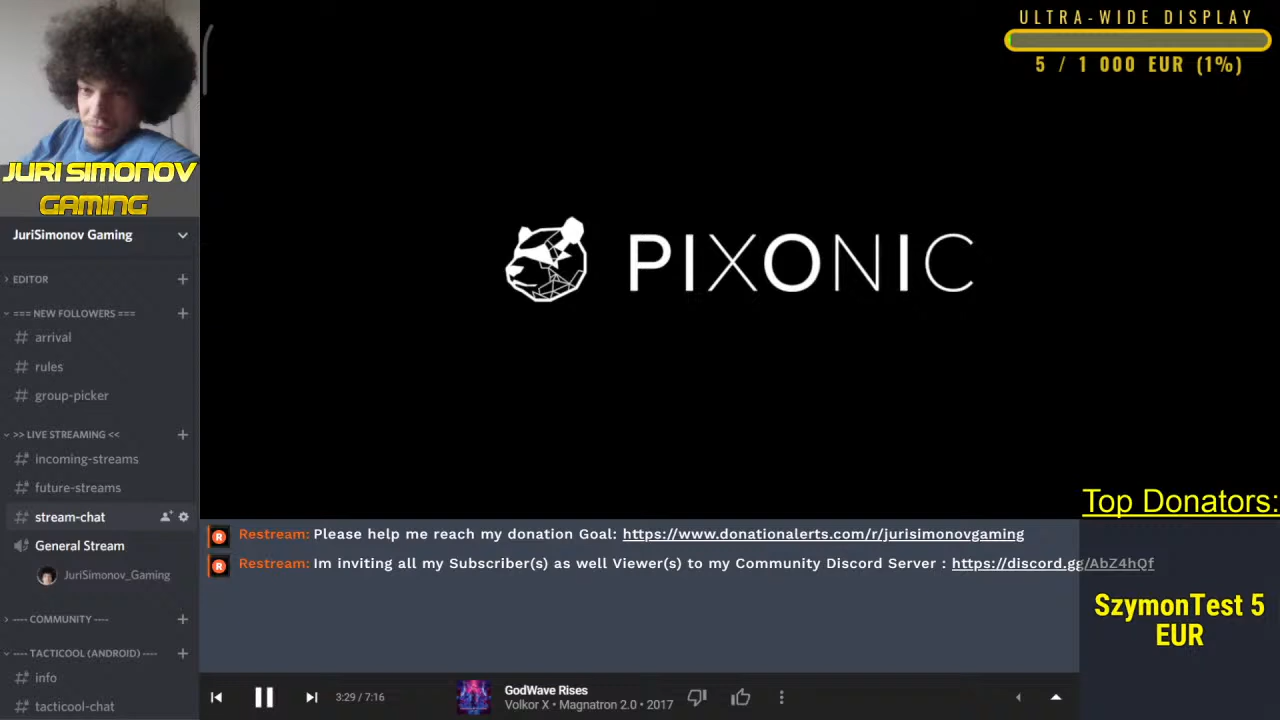 JURI SIMONOV
GAMING
JuriSimonov Gaming
EDITOR
=== NEW FOLLOWERS ===
arrival
rules
group-picker
>> LIVE STREAMING <<
incoming-streams
future-streams
stream-chat
General Stream
JuriSimonov_Gaming
---- COMMUNITY ----
---- TACTICOOL (ANDROID) ----
info
tacticool-chat
PIXONIC
ULTRA-WIDE DISPLAY
5 / 1 000 EUR (1%)
Restream: Please help me reach my donation Goal: https://www.donationalerts.com/r/jurisimonovgaming
Restream: Im inviting all my Subscriber(s) as well Viewer(s) to my Community Discord Server : https://discord.gg/AbZ4hQf
Top Donators:
SzymonTest 5
EUR
3:29 / 7:16
GodWave Rises
Volkor X • Magnatron 2.0 • 2017